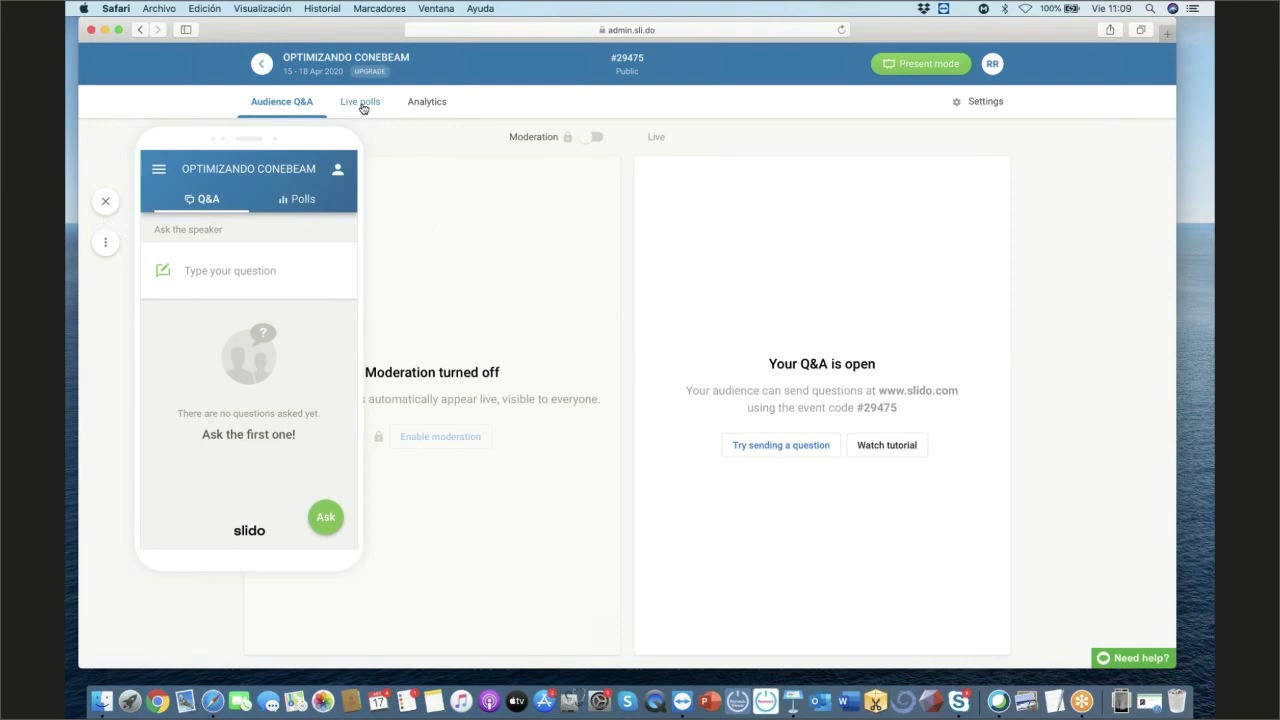 Safari Archivo Edición Visualización Historial Marcadores Ventana Ayuda
100% Vie 11:09
admin.sli.do
OPTIMIZANDO CONEBEAM
15 - 18 Apr 2020 UPGRADE
#29475
Public
Present mode
RR
Audience Q&A Live polls Analytics
Settings
Moderation
Live
OPTIMIZANDO CONEBEAM
Q&A Polls
Ask the speaker
Type your question
?
There are no questions asked yet.
Ask the first one!
Ask
slido
Moderation turned off
s automatically appear live, visible to everyone.
Enable moderation
Your Q&A is open
Your audience can send questions at www.slido.com
using the event code #29475
Try sending a question Watch tutorial
Need help?
17
tv